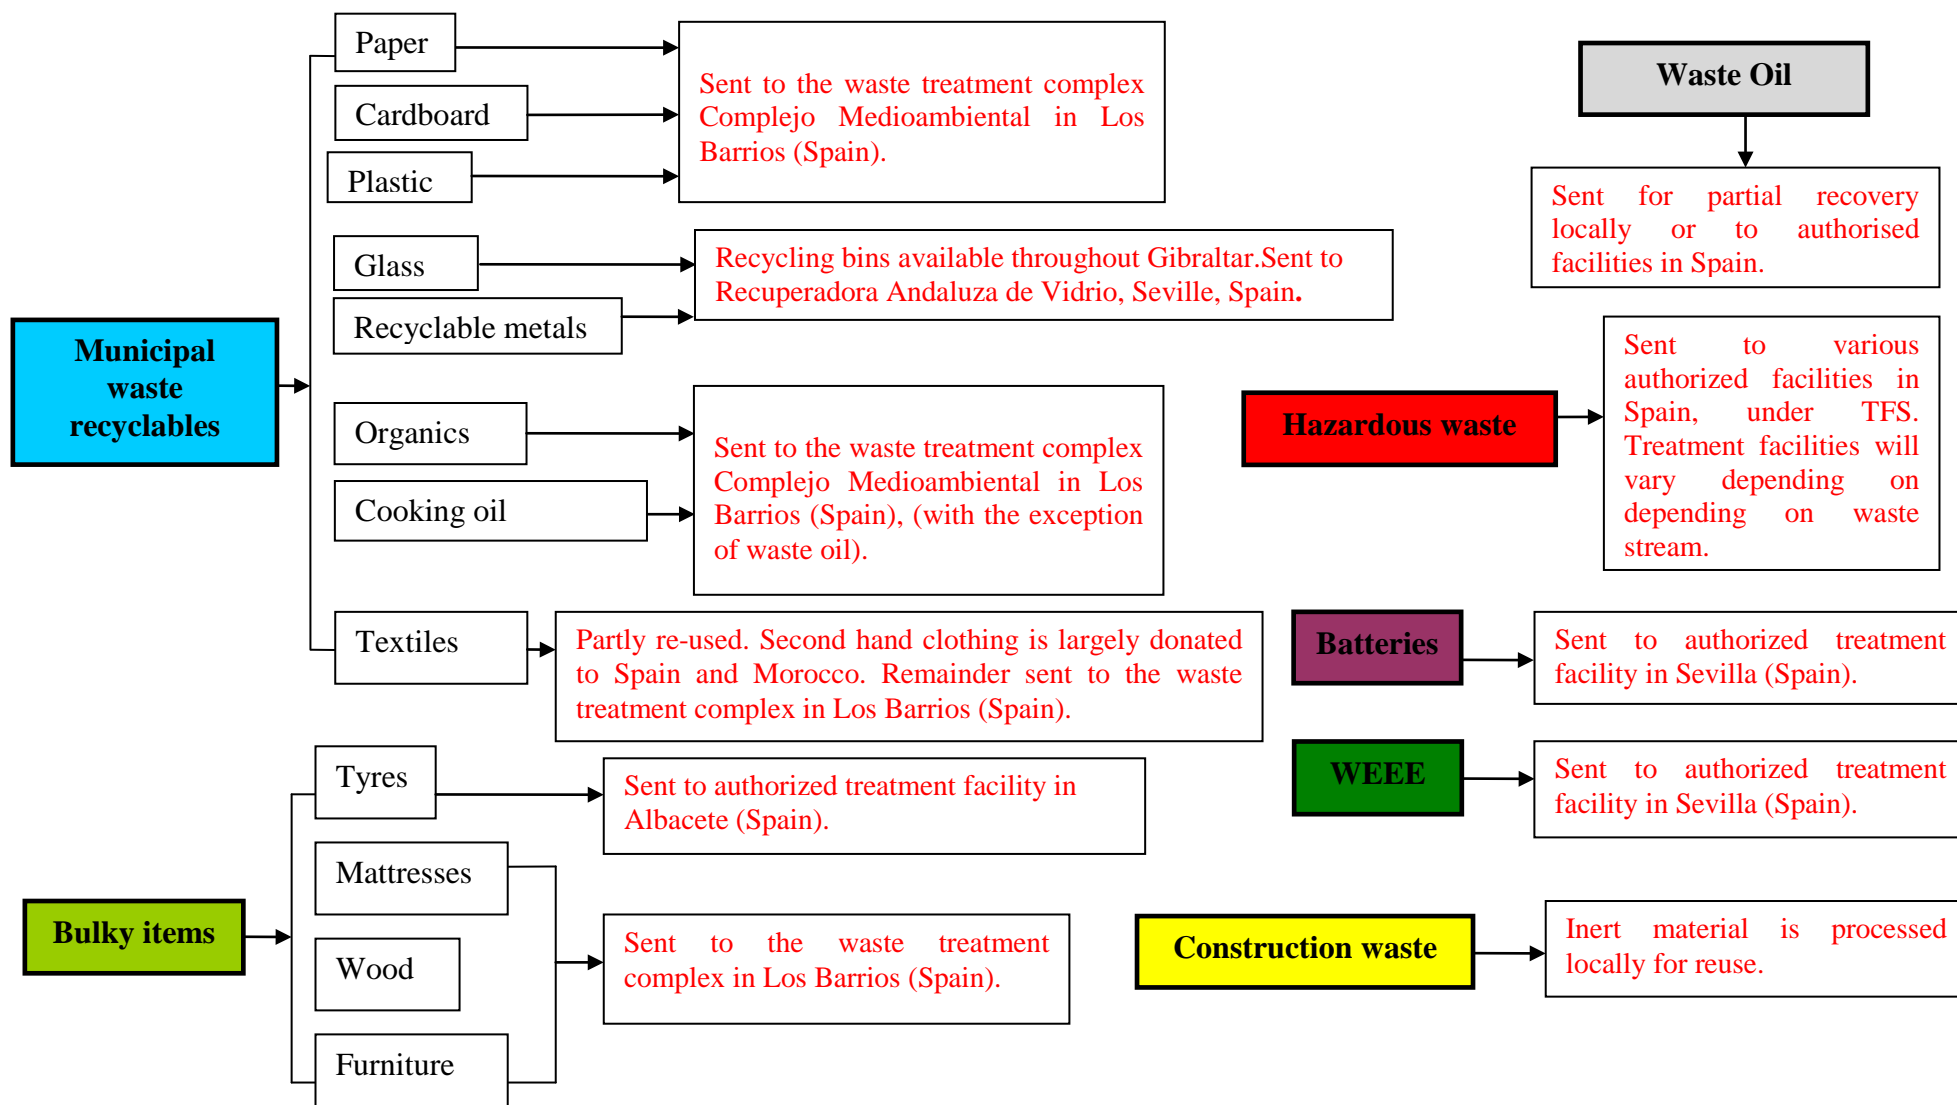 Paper
Cardboard
Plastic
Sent to the waste treatment complex
Complejo Medioambiental in Los
Barrios (Spain).
Glass
Recyclable metals
Recycling bins available throughout Gibraltar.Sent to
Recuperadora Andaluza de Vidrio, Seville, Spain.
Municipal
waste
recyclables
Organics
Cooking oil
Sent to the waste treatment complex
Complejo Medioambiental in Los
Barrios (Spain), (with the exception
of waste oil).
Textiles
Partly re-used. Second hand clothing is largely donated
to Spain and Morocco. Remainder sent to the waste
treatment complex in Los Barrios (Spain).
Bulky items
Tyres
Sent to authorized treatment facility in
Albacete (Spain).
Mattresses
Wood
Furniture
Sent to the waste treatment
complex in Los Barrios (Spain).
Waste Oil
Sent for partial recovery
locally or to authorised
facilities in Spain.
Hazardous waste
Sent to various
authorized facilities in
Spain, under TFS.
Treatment facilities will
vary depending on
depending on waste
stream.
Batteries
Sent to authorized treatment
facility in Sevilla (Spain).
WEEE
Sent to authorized treatment
facility in Sevilla (Spain).
Construction waste
Inert material is processed
locally for reuse.